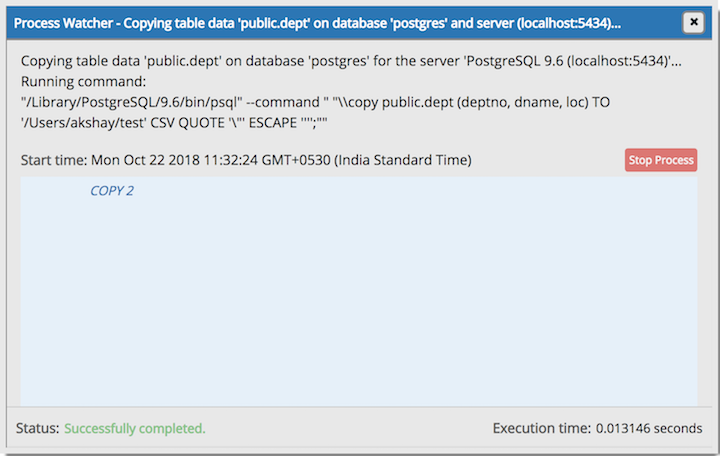 Process Watcher - Copying table data 'public.dept' on database 'postgres' and server (localhost:5434)...
Copying table data 'public.dept' on database 'postgres' for the server 'PostgreSQL 9.6 (localhost:5434)'...
Running command:
"/Library/PostgreSQL/9.6/bin/psql" --command " "\\copy public.dept (deptno, dname, loc) TO
'/Users/akshay/test' CSV QUOTE '\"' ESCAPE '''';""
Start time: Mon Oct 22 2018 11:32:24 GMT+0530 (India Standard Time) Stop Process
COPY 2
Status: Successfully completed. Execution time: 0.013146 seconds